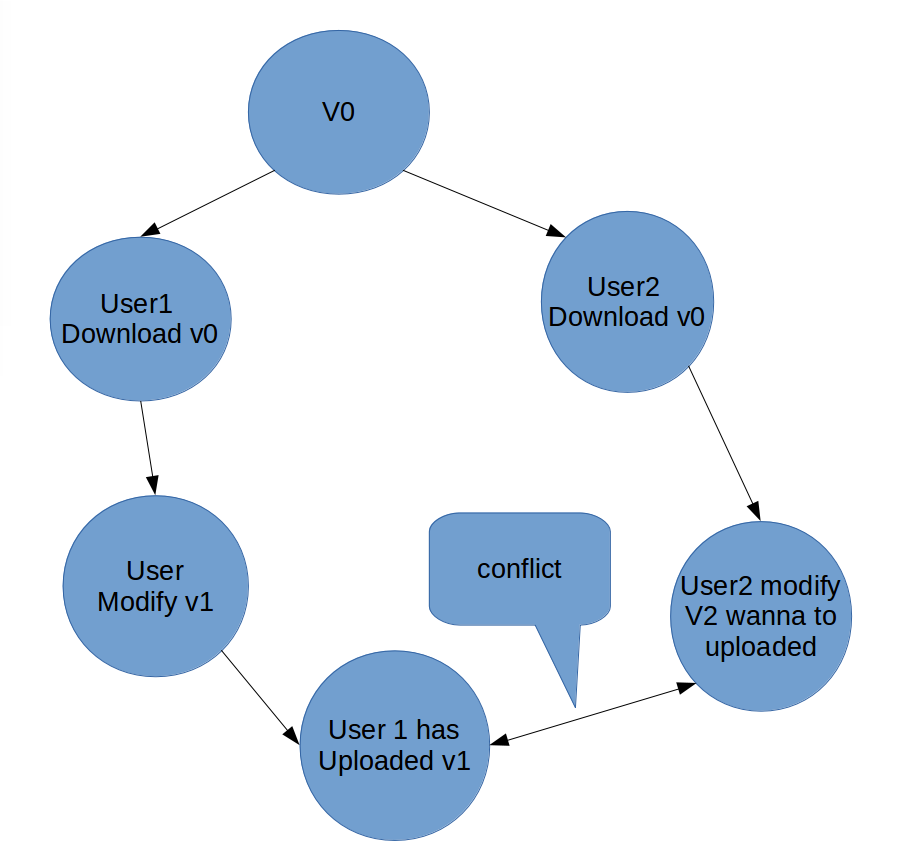 V0
User1
Download v0
User2
Download v0
User
Modify v1
conflict
User2 modify
V2 wanna to
uploaded
User 1 has
Uploaded v1